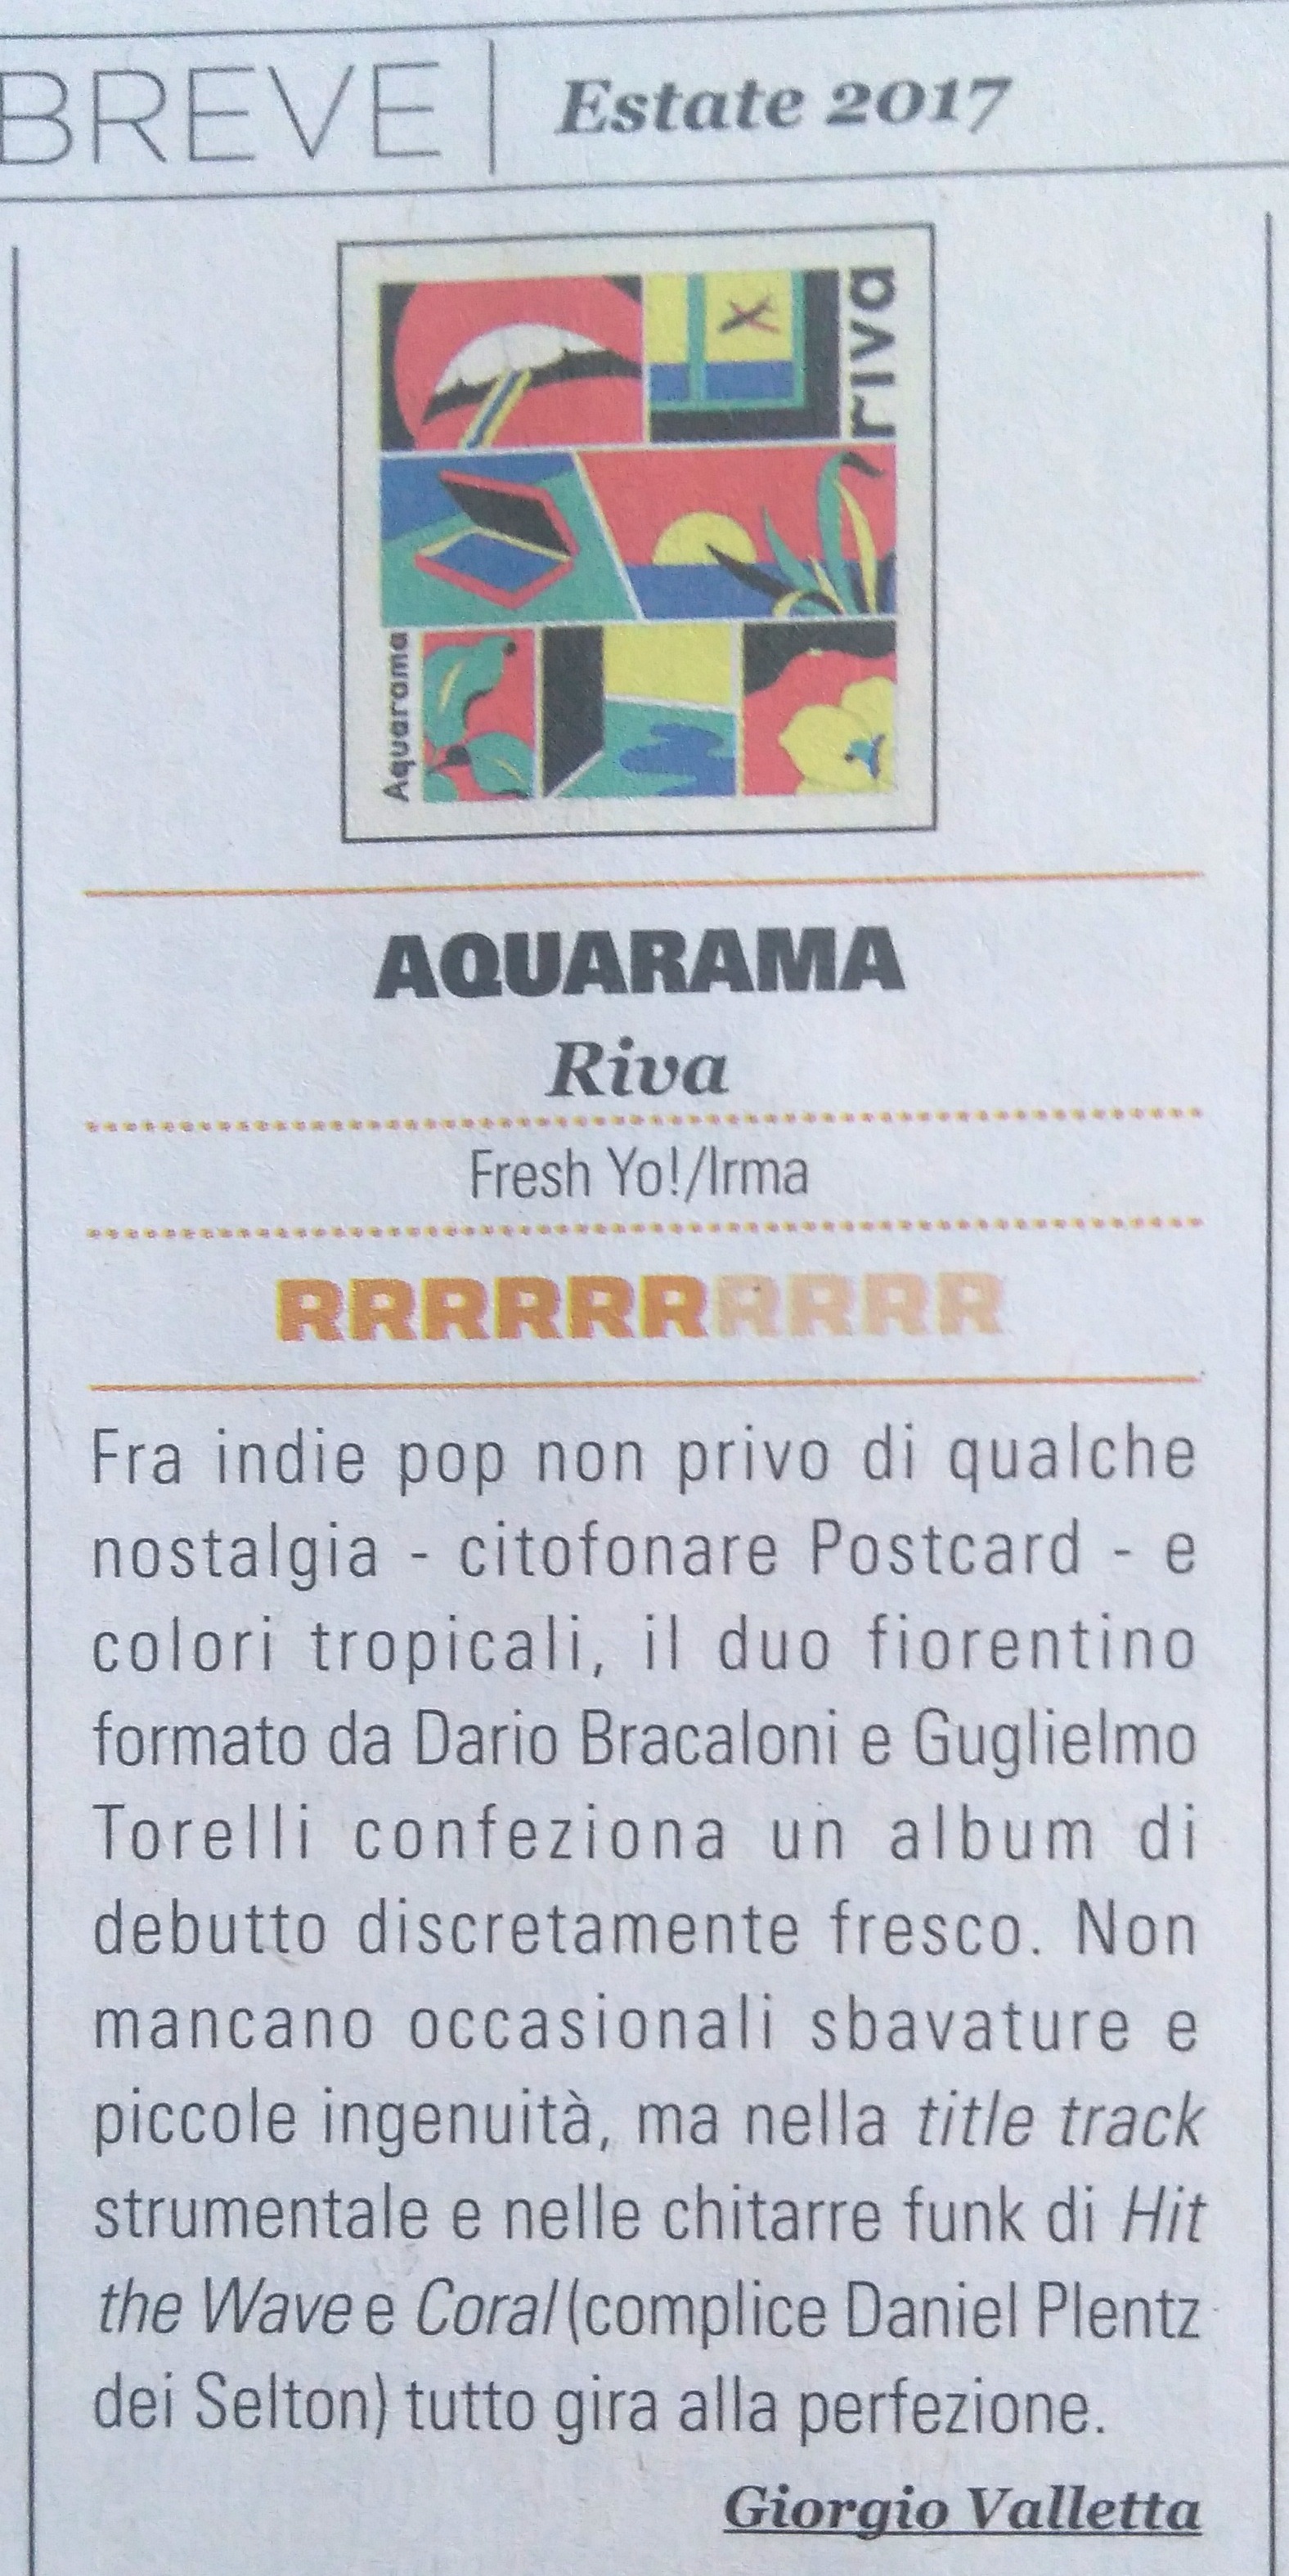 BREVE | Estate 2017
riva
Aquarama
AQUARAMA
Riva
Fresh Yo!/Irma
RRRRRRRRRR
Fra indie pop non privo di qualche
nostalgia - citofonare Postcard - e
colori tropicali, il duo fiorentino
formato da Dario Bracaloni e Guglielmo
Torelli confeziona un album di
debutto discretamente fresco. Non
mancano occasionali sbavature e
piccole ingenuità, ma nella title track
strumentale e nelle chitarre funk di Hit
the Wave e Coral (complice Daniel Plentz
dei Selton) tutto gira alla perfezione.
Giorgio Valletta